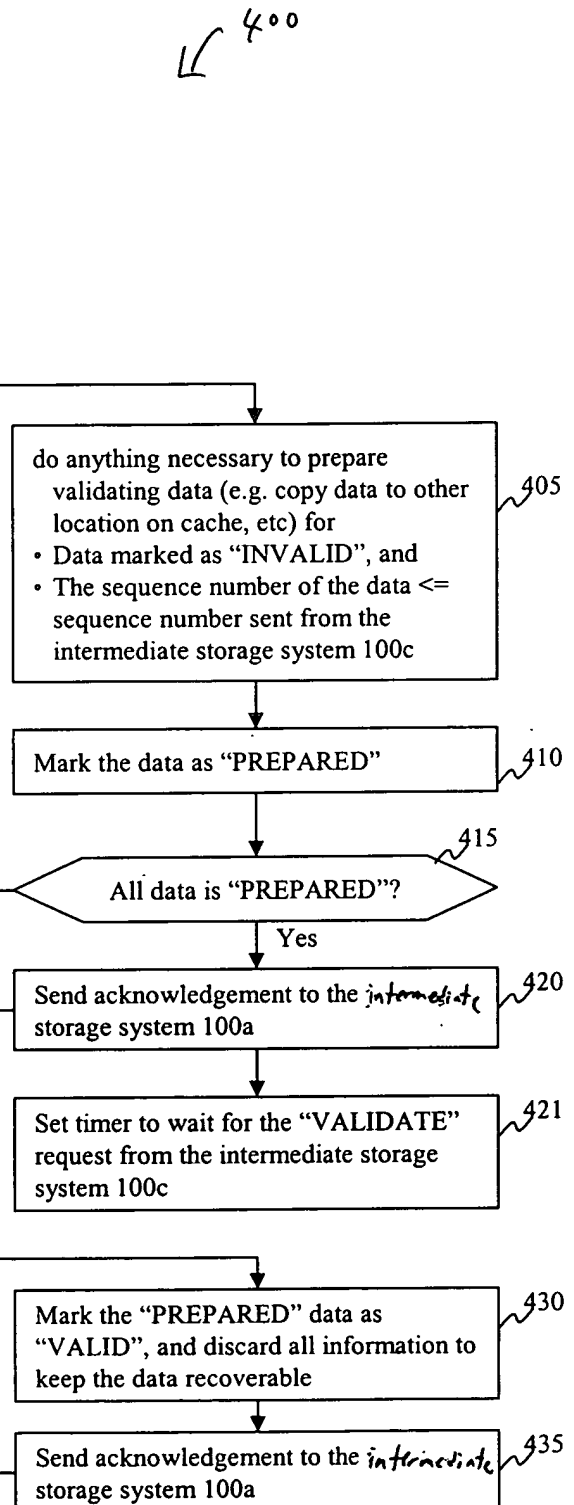 400
do anything necessary to prepare
validating data (e.g. copy data to other
location on cache, etc) for
• Data marked as “INVALID”, and
• The sequence number of the data <=
sequence number sent from the
intermediate storage system 100c
405
Mark the data as “PREPARED”
410
415
All data is “PREPARED”?
Yes
Send acknowledgement to the intermediate
storage system 100a
420
Set timer to wait for the “VALIDATE”
request from the intermediate storage
system 100c
421
Mark the “PREPARED” data as
“VALID”, and discard all information to
keep the data recoverable
430
Send acknowledgement to the intermediate
storage system 100a
435